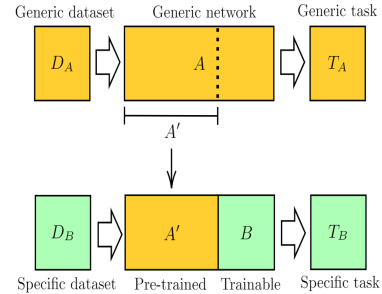 Generic dataset Generic network Generic task
D_A A T_A
A′
D_B A′ B T_B
Specific dataset Pre-trained Trainable Specific task